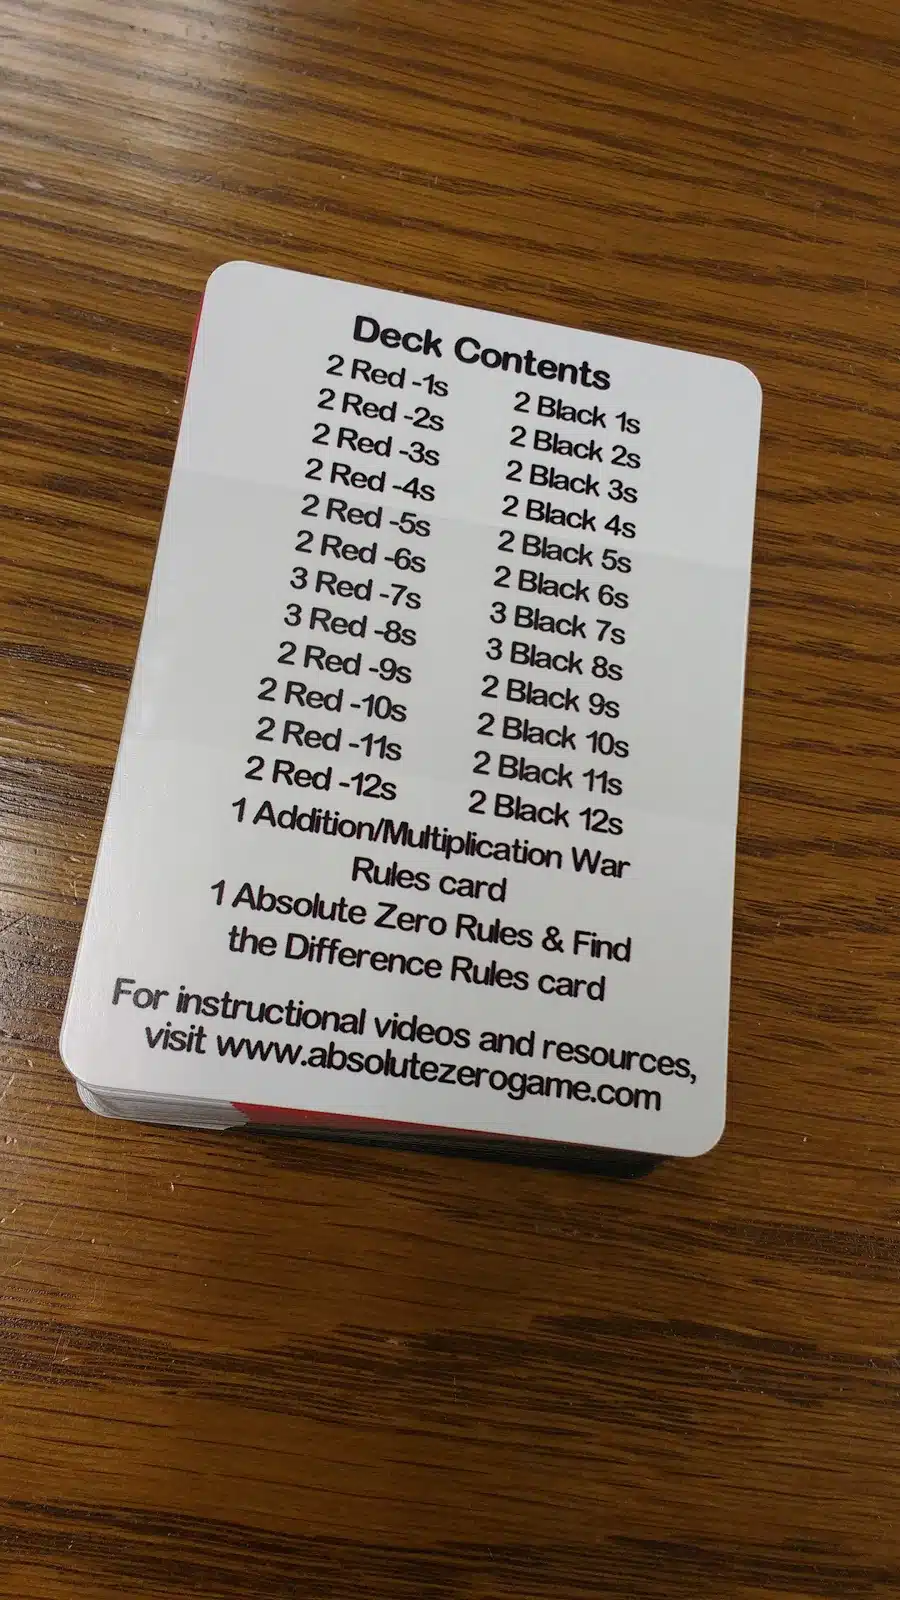 Deck Contents
2 Red -1s 2 Black 1s
2 Red -2s 2 Black 2s
2 Red -3s 2 Black 3s
2 Red -4s 2 Black 4s
2 Red -5s 2 Black 5s
2 Red -6s 2 Black 6s
3 Red -7s 3 Black 7s
3 Red -8s 3 Black 8s
2 Red -9s 2 Black 9s
2 Red -10s 2 Black 10s
2 Red -11s 2 Black 11s
2 Red -12s 2 Black 12s
1 Addition/Multiplication War
Rules card
1 Absolute Zero Rules & Find
the Difference Rules card
For instructional videos and resources,
visit www.absolutezerogame.com